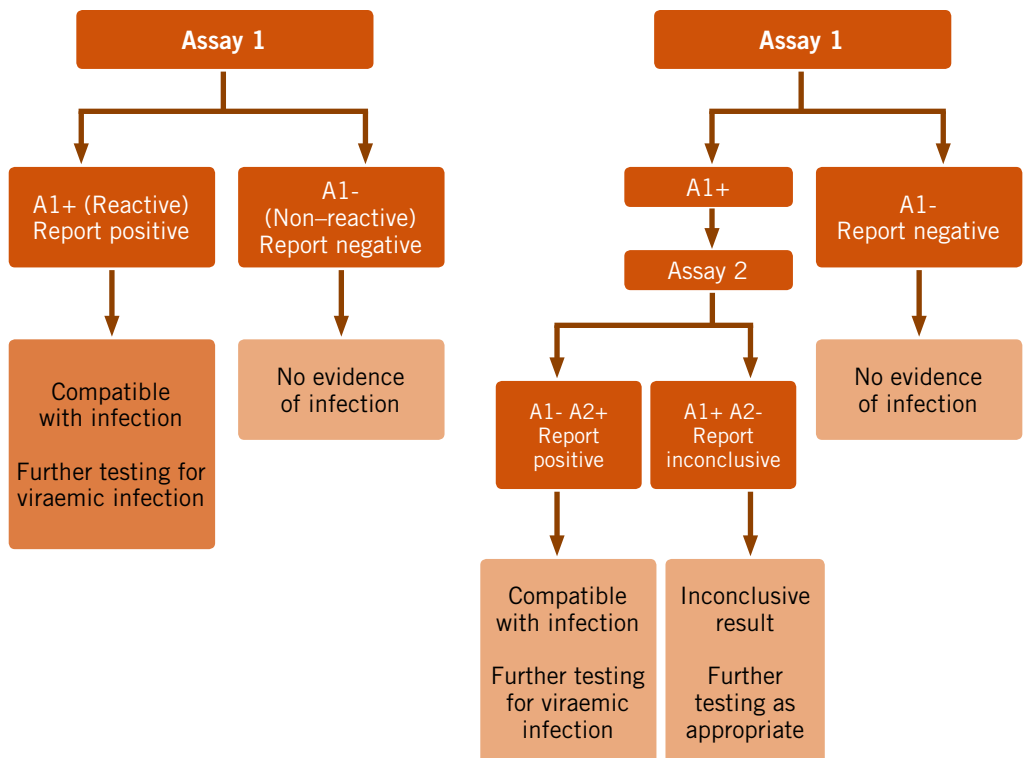 Assay 1
A1+ (Reactive)
Report positive
A1-
(Non–reactive)
Report negative
Compatible
with infection
Further testing for
viraemic infection
No evidence
of infection
Assay 1
A1+
A1-
Report negative
Assay 2
A1- A2+
Report
positive
A1+ A2-
Report
inconclusive
No evidence
of infection
Compatible
with infection
Further testing
for viraemic
infection
Inconclusive
result
Further
testing as
appropriate